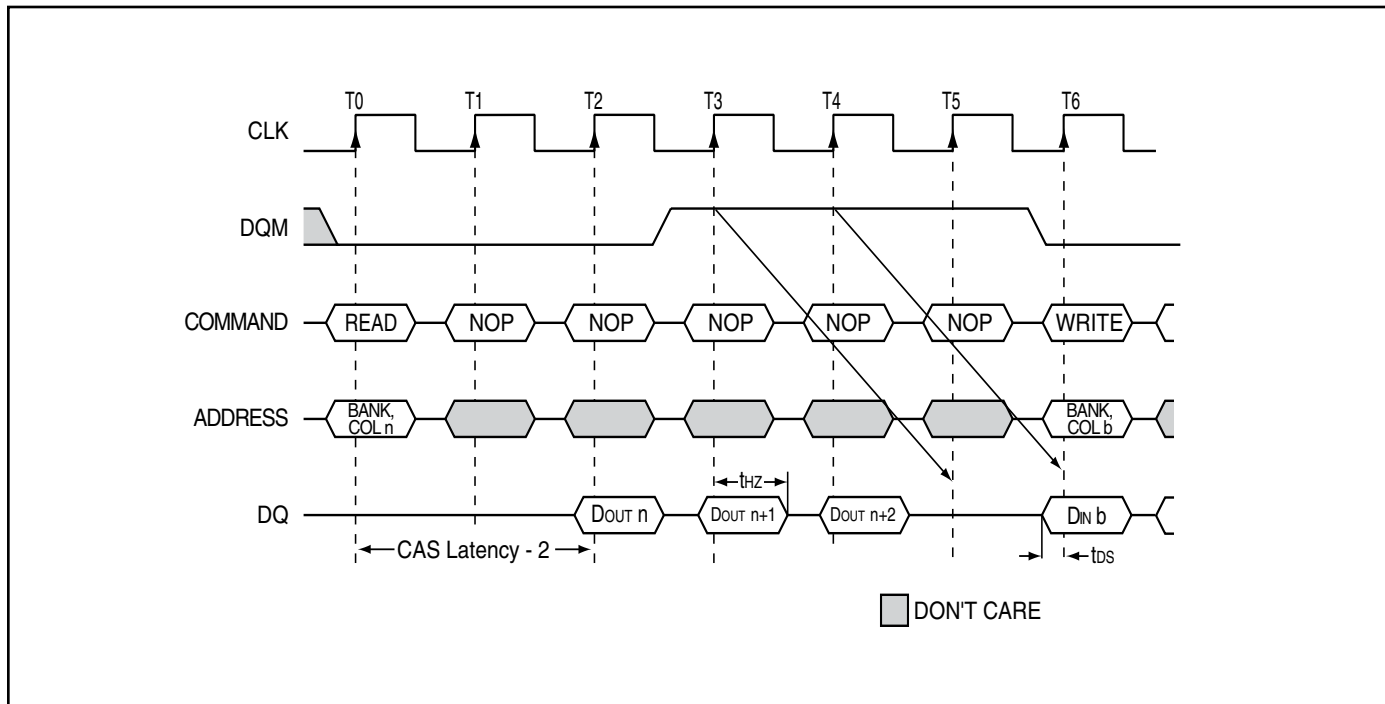 T0 T1 T2 T3 T4 T5 T6
CLK
DQM
COMMAND READ NOP NOP NOP NOP NOP WRITE
ADDRESS BANK, COL n BANK, COL b
tHZ
DQ DOUT n DOUT n+1 DOUT n+2 DIN b
CAS Latency - 2 tDS
DON'T CARE